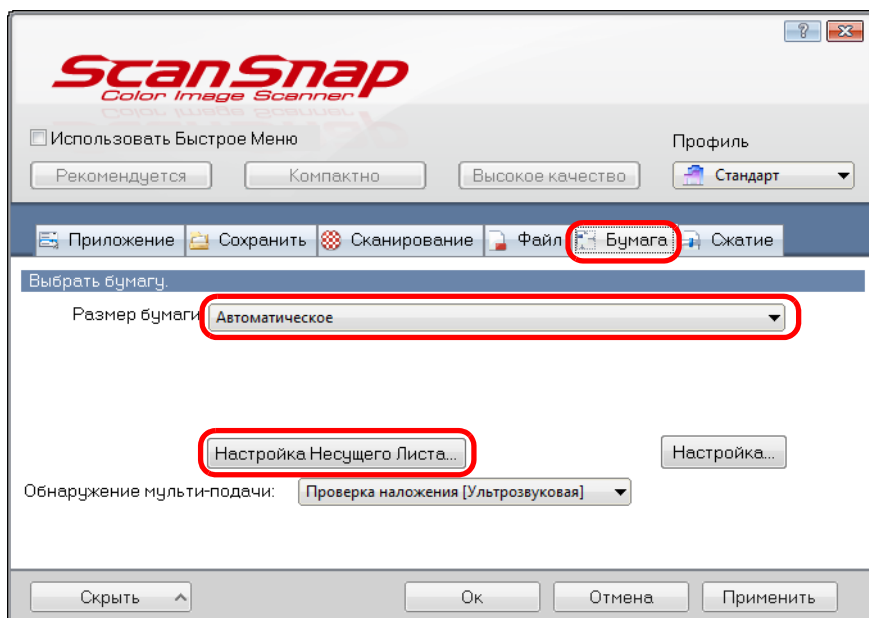 ScanSnap
Color Image Scanner
Использовать Быстрое Меню
Профиль
Рекомендуется Компактно Высокое качество Стандарт
Приложение Сохранить Сканирование Файл Бумага Сжатие
Выбрать бумагу.
Размер бумаги Автоматическое
Настройка Несущего Листа... Настройка...
Обнаружение мульти-подачи: Проверка наложения [Ультрозвуковая]
Скрыть Ок Отмена Применить